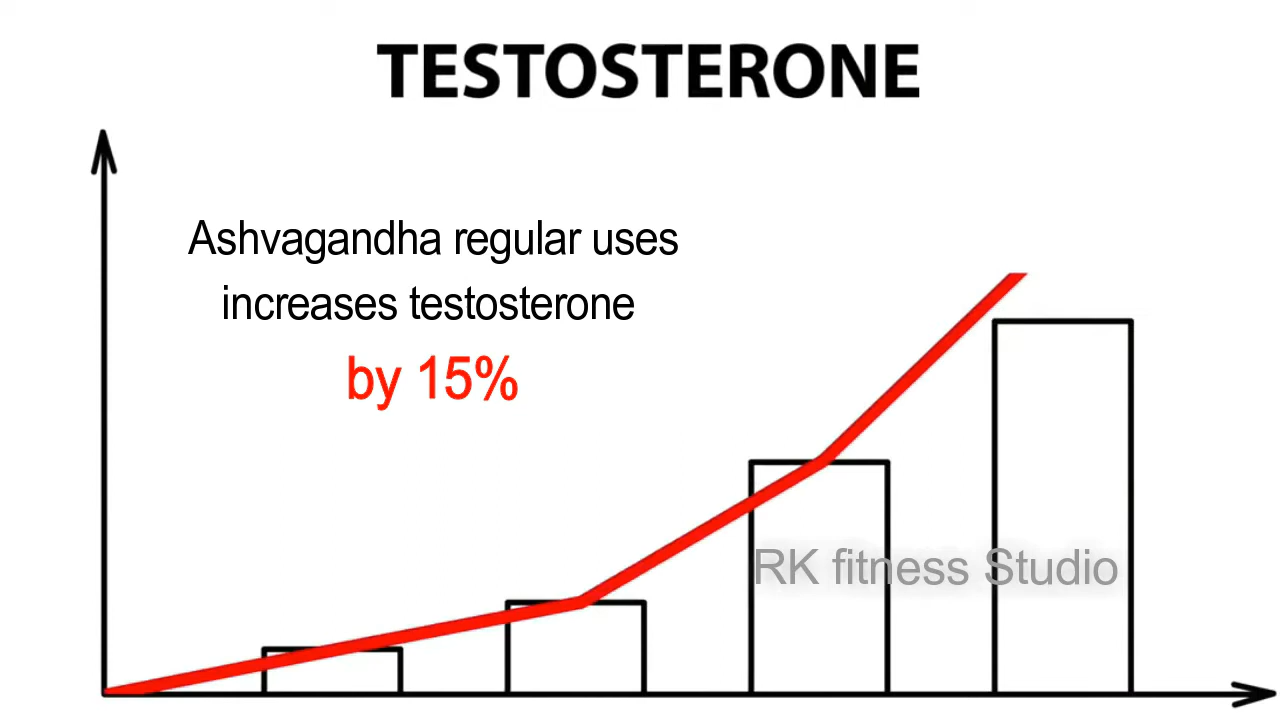 TESTOSTERONE
Ashvagandha regular uses
increases testosterone
by 15%
RK fitness Studio